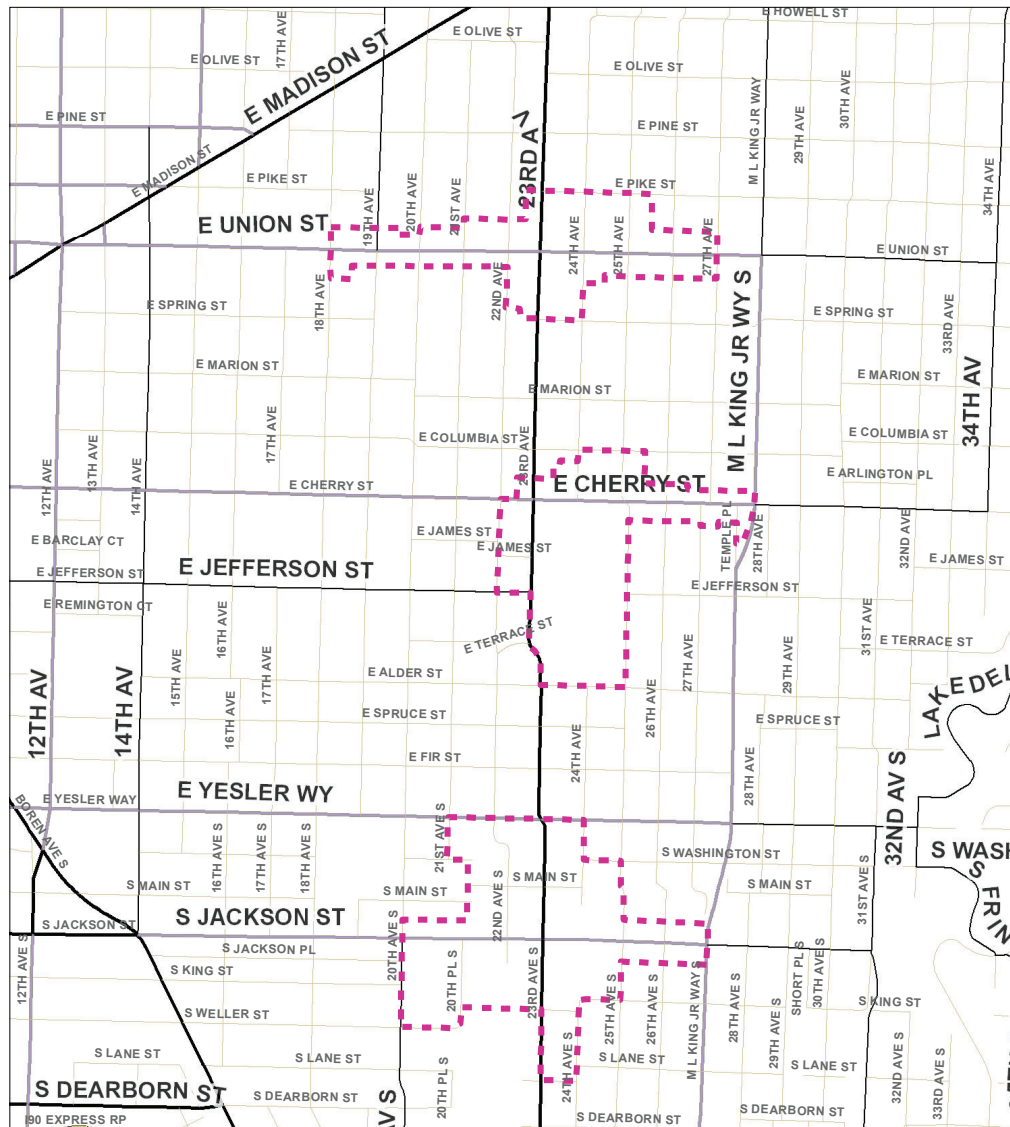 E HOWELL ST
17TH AVE
E OLIVE ST
E OLIVE ST
E MADISON ST
E OLIVE ST
M L KING JR WAY
29TH AVE
30TH AVE
34TH AVE
E PINE ST
23RD AV
E PINE ST
E MADISON ST
E PIKE ST
E PIKE ST
19TH AVE
20TH AVE
21ST AVE
E UNION ST
24TH AVE
25TH AVE
27TH AVE
E UNION ST
18TH AVE
22ND AVE
E SPRING ST
E SPRING ST
33RD AVE
M L KING JR WY S
34TH AV
E MARION ST
E MARION ST
E MARION ST
17TH AVE
E COLUMBIA ST
23RD AVE
E COLUMBIA ST
12TH AVE
13TH AVE
14TH AVE
E CHERRY ST
E CHERRY ST
E ARLINGTON PL
E BARCLAY CT
E JAMES ST
E JAMES ST
TEMPLE PL
28TH AVE
32ND AVE
E JAMES ST
E JEFFERSON ST
E JEFFERSON ST
E JEFFERSON ST
E REMINGTON CT
16TH AVE
E TERRACE ST
31ST AVE
E TERRACE ST
15TH AVE
17TH AVE
E ALDER ST
27TH AVE
29TH AVE
12TH AV
14TH AV
16TH AVE
E SPRUCE ST
26TH AVE
E SPRUCE ST
LAKE DEL
E FIR ST
24TH AVE
28TH AVE
E YESLER WAY
E YESLER WY
32ND AV S
BOREN AVE S
16TH AVE S
17TH AVE S
18TH AVE S
21ST AVE S
S WASHINGTON ST
S WASH
S FRIN
S MAIN ST
S MAIN ST
S MAIN ST
S MAIN ST
31ST AVE S
22ND AVE S
S JACKSON ST
S JACKSON ST
20TH AVE S
S JACKSON PL
12TH AVE S
S KING ST
20TH PL S
23RD AVE S
25TH AVE S
26TH AVE S
M L KING JR WAY S
28TH AVE S
SHORT PL S
30TH AVE S
S KING ST
S WELLER ST
29TH AVE S
S LANE ST
S LANE ST
20TH PL S
24TH AVE S
S LANE ST
S LANE ST
32ND AVE S
33RD AVE S
S DEARBORN ST
S DEARBORN ST
AV S
S DEARBORN ST
S DEARBORN ST
I90 EXPRESS RP